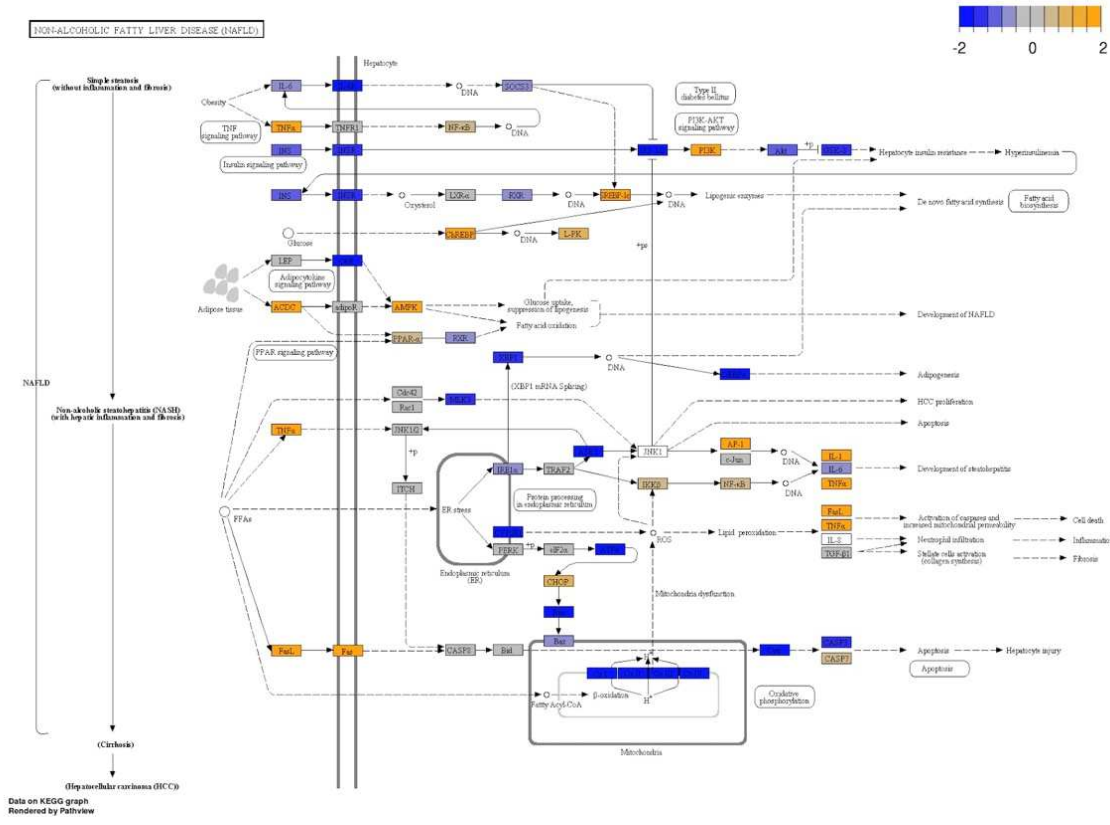 NON-ALCOHOLIC FATTY LIVER DISEASE (NAFLD)
-2 0 2
Hepatocyte
Simple steatosis
(without inflammation and fibrosis)
IL-6
DNA
SOCS3
Obesity
TNF
signaling pathway
TNFα
TNFR1
NF-κB
DNA
Type II
diabetes mellitus
PI3K-AKT
signaling pathway
INS
INSR
Insulin signaling pathway
PI3K
Akt
+p
Hepatocyte insulin resistance
Hyperinsulinemia
INS
INSR
Oxysterol
LXR-α
RXR
DNA
SREBP-1c
DNA
Lipogenic enzymes
De novo fatty acid synthesis
Fatty acid
biosynthesis
Glucose
ChREBP
DNA
L-PK
+ps
LEP
Adipocytokine
signaling pathway
Adipose tissue
ACDC
adipoR
AMPK
Glucose uptake,
suppression of lipogenesis
Fatty acid oxidation
Development of NAFLD
PPAR-α
RXR
PPAR signaling pathway
XBP1
DNA
(XBP1 mRNA Splicing)
Adipogenesis
NAFLD
Non-alcoholic steatohepatitis (NASH)
(with hepatic inflammation and fibrosis)
Cdc42
Rac1
MLK3
HCC proliferation
Apoptosis
TNFα
JNK1/2
+p
JNK1
AP-1
c-Jun
DNA
IL-1
IL-6
TNFα
Development of steatohepatitis
IRE1α
TRAF2
IKKβ
NF-κB
DNA
ITCH
Protein processing
in endoplasmic reticulum
ER stress
FFAs
PERK
+p
eIF2α
ROS
Lipid peroxidation
FasL
TNFα
IL-8
TGF-β1
Activation of caspases and
increased mitochondrial permeability
Cell death
Neutrophil infiltration
Inflammatio
Stellate cells activation
(collagen synthesis)
Fibrosis
Endoplasmic reticulum
(ER)
CHOP
Mitochondria dysfunction
Bax
FasL
Fas
CASP8
Bid
CASP3
CASP7
Apoptosis
Hepatocyte injury
Apoptosis
H+
H+
Fatty Acyl-CoA
β-oxidation
Oxidative
phosphorylation
Mitochondria
(Cirrhosis)
(Hepatocellular carcinoma (HCC))
Data on KEGG graph
Rendered by Pathview